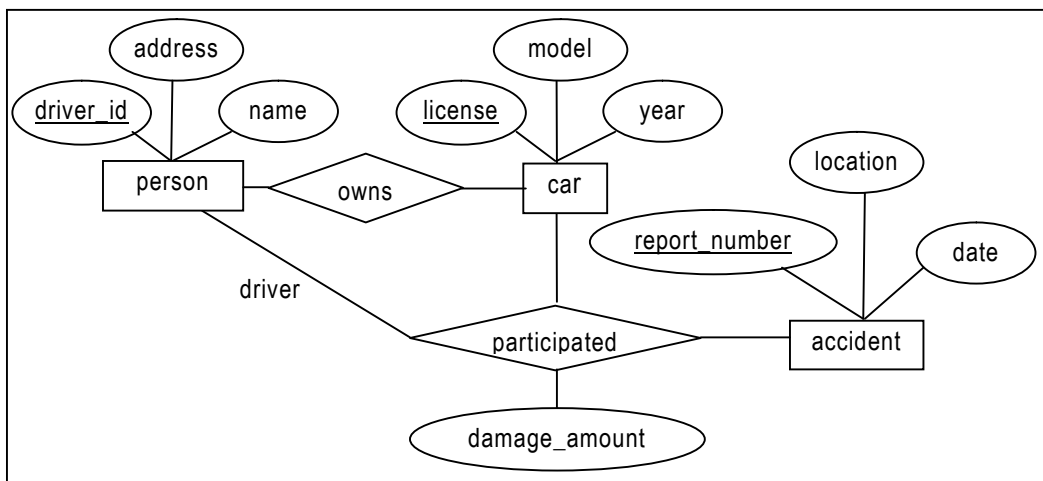 address
model
driver_id
name
license
year
location
person
owns
car
report_number
date
driver
participated
accident
damage_amount